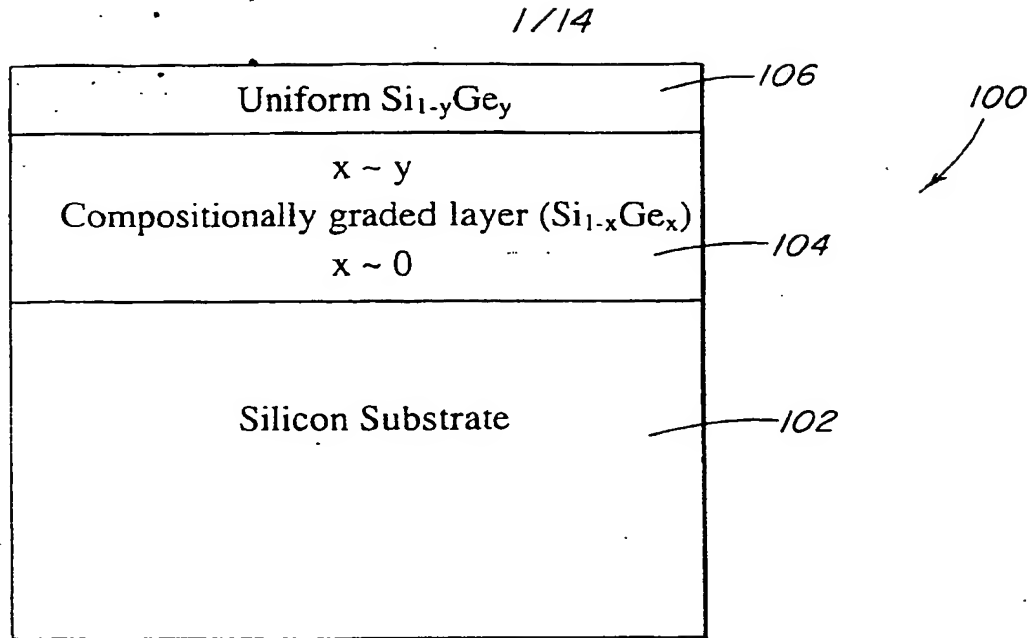 1/14
Uniform Si₁₋yGey
106
100
x ~ y
Compositionally graded layer (Si₁₋ₓGeₓ)
104
x ~ 0
Silicon Substrate
102